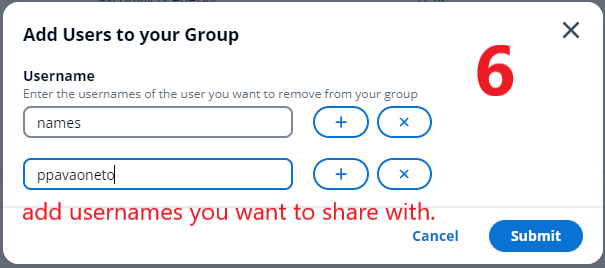 Add Users to your Group
6
Username
Enter the usernames of the user you want to remove from your group
names
ppavaoneto
add usernames you want to share with.
Cancel
Submit